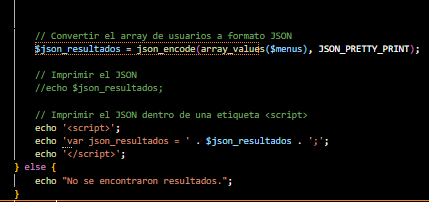 // Convertir el array de usuarios a formato JSON
$json_resultados = json_encode(array_values($menus), JSON_PRETTY_PRINT);
// Imprimir el JSON
//echo $json_resultados;
// Imprimir el JSON dentro de una etiqueta <script>
echo '<script>';
echo 'var json_resultados = ' . $json_resultados . ';';
echo '</script>';
} else {
echo "No se encontraron resultados.";
}